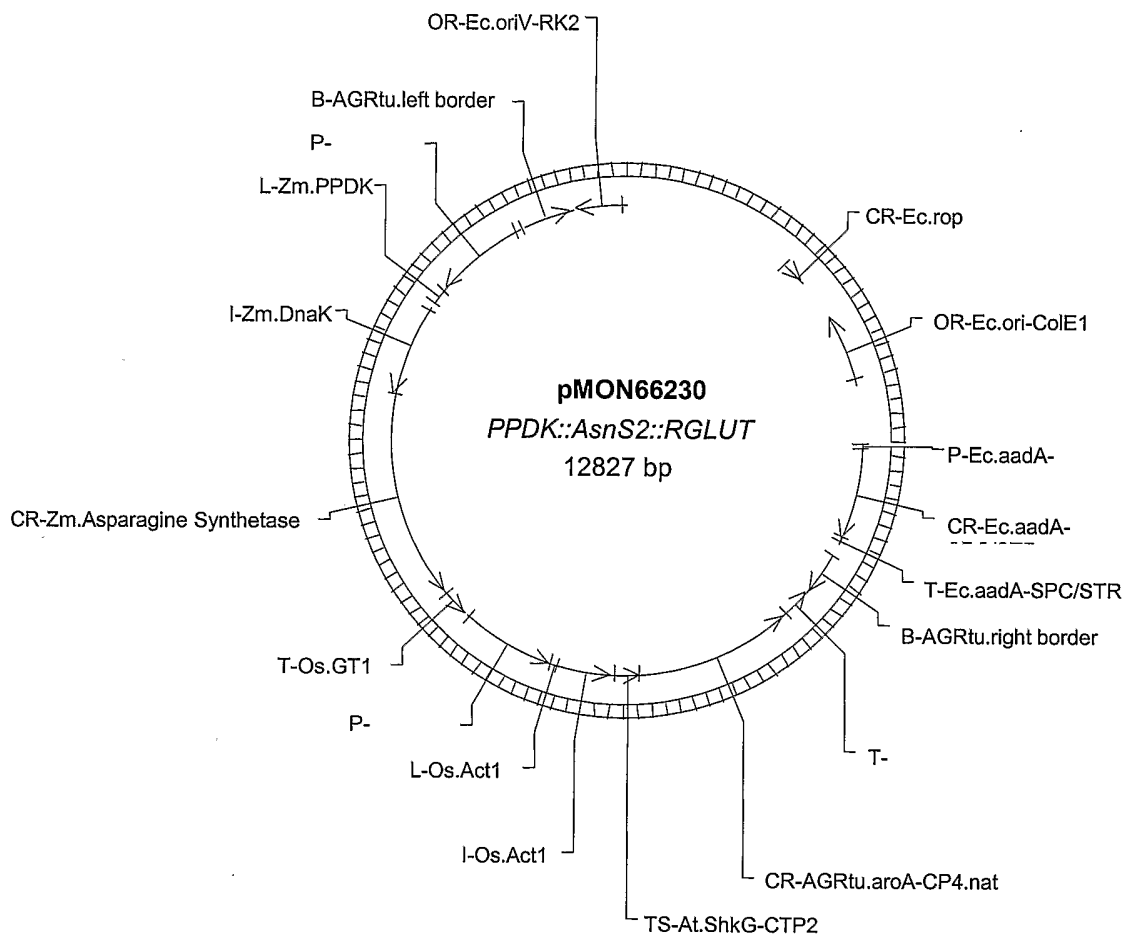 OR-Ec.oriV-RK2
B-AGRtu.left border
P-
L-Zm.PPDK
CR-Ec.rop
I-Zm.DnaK
OR-Ec.ori-ColE1
pMON66230
PPDK::AsnS2::RGLUT
12827 bp
P-Ec.aadA-
CR-Zm.Asparagine Synthetase
CR-Ec.aadA-
T-Ec.aadA-SPC/STR
B-AGRtu.right border
T-Os.GT1
P-
T-
L-Os.Act1
I-Os.Act1
CR-AGRtu.aroA-CP4.nat
TS-At.ShkG-CTP2